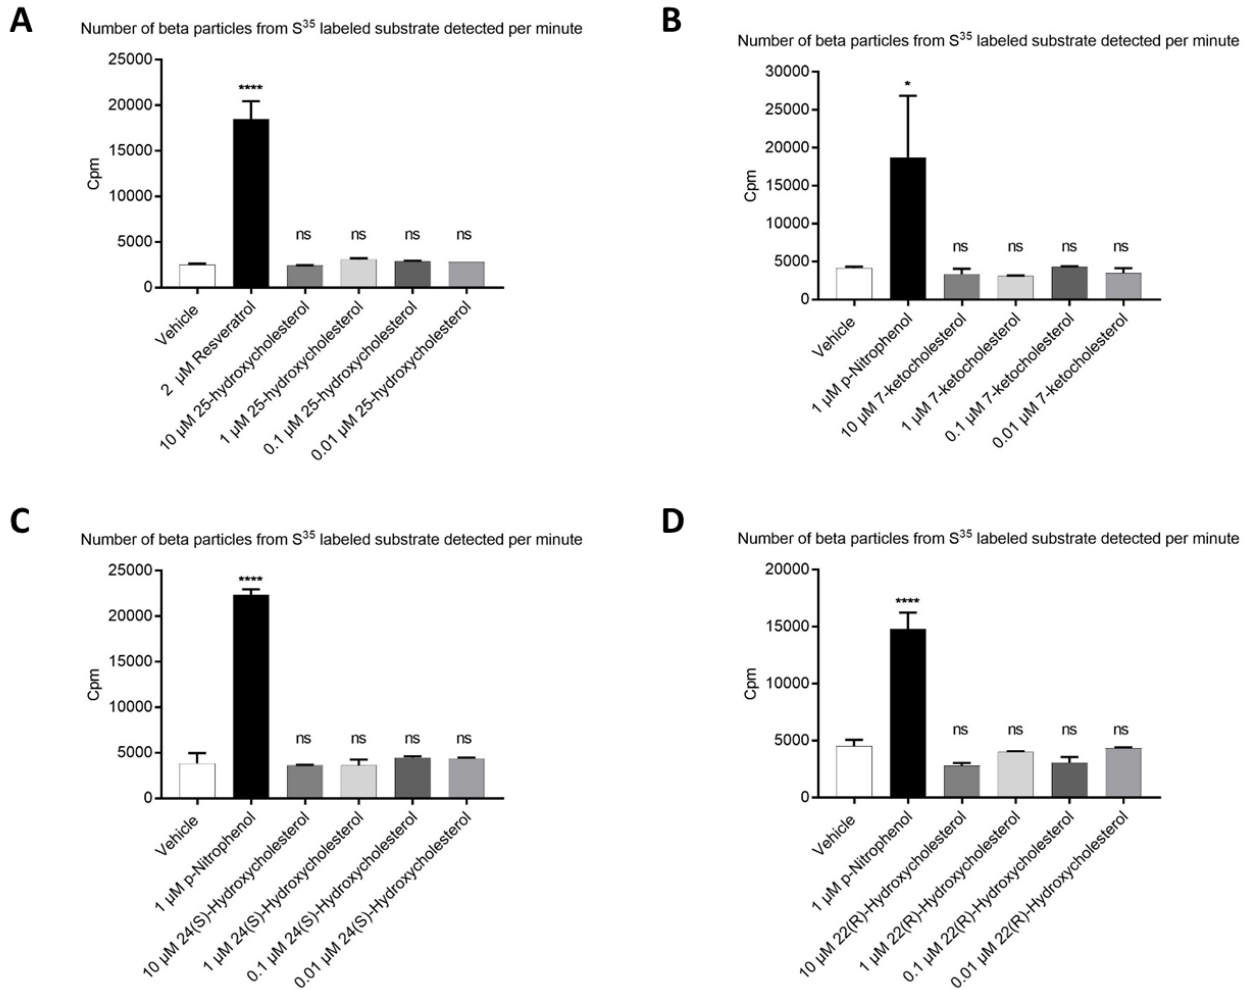 A
Number of beta particles from S35 labeled substrate detected per minute
25000
20000
15000
10000
5000
0
Cpm
****
ns
ns
ns
ns
Vehicle
2 µM Resveratrol
10 µM 25-hydroxycholesterol
1 µM 25-hydroxycholesterol
0.1 µM 25-hydroxycholesterol
0.01 µM 25-hydroxycholesterol
B
Number of beta particles from S35 labeled substrate detected per minute
30000
25000
20000
15000
10000
5000
0
Cpm
*
ns
ns
ns
ns
Vehicle
1 µM p-Nitrophenol
10 µM 7-ketocholesterol
1 µM 7-ketocholesterol
0.1 µM 7-ketocholesterol
0.01 µM 7-ketocholesterol
C
Number of beta particles from S35 labeled substrate detected per minute
25000
20000
15000
10000
5000
0
Cpm
****
ns
ns
ns
ns
Vehicle
1 µM p-Nitrophenol
10 µM 24(S)-Hydroxycholesterol
1 µM 24(S)-Hydroxycholesterol
0.1 µM 24(S)-Hydroxycholesterol
0.01 µM 24(S)-Hydroxycholesterol
D
Number of beta particles from S35 labeled substrate detected per minute
20000
15000
10000
5000
0
Cpm
****
ns
ns
ns
ns
Vehicle
1 µM p-Nitrophenol
10 µM 22(R)-Hydroxycholesterol
1 µM 22(R)-Hydroxycholesterol
0.1 µM 22(R)-Hydroxycholesterol
0.01 µM 22(R)-Hydroxycholesterol